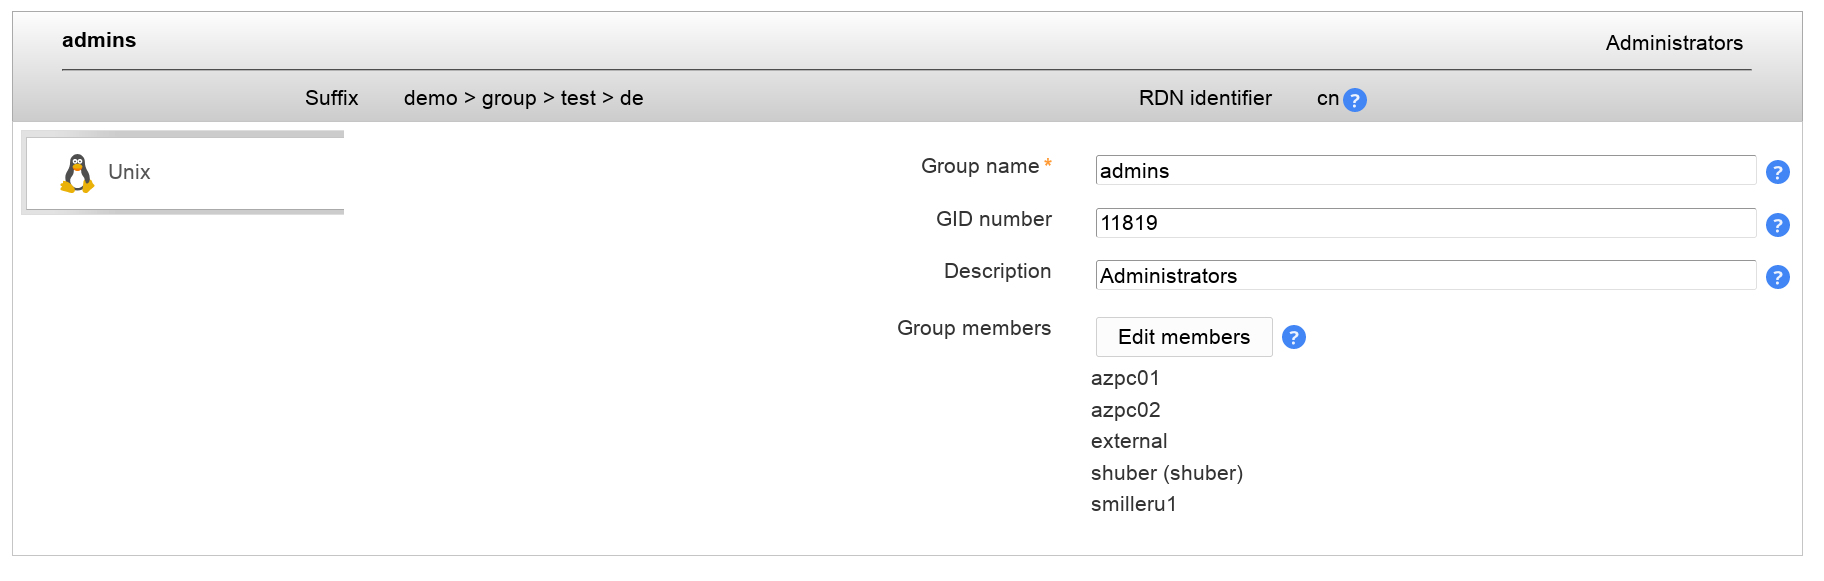 admins
Administrators
Suffix demo > group > test > de RDN identifier cn ?
Unix
Group name * admins ?
GID number 11819 ?
Description Administrators ?
Group members Edit members ?
azpc01
azpc02
external
shuber (shuber)
smilleru1